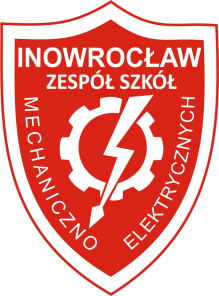 INOWROCŁAW
ZESPÓŁ SZKÓŁ
MECHANICZNO
ELEKTRYCZNYCH